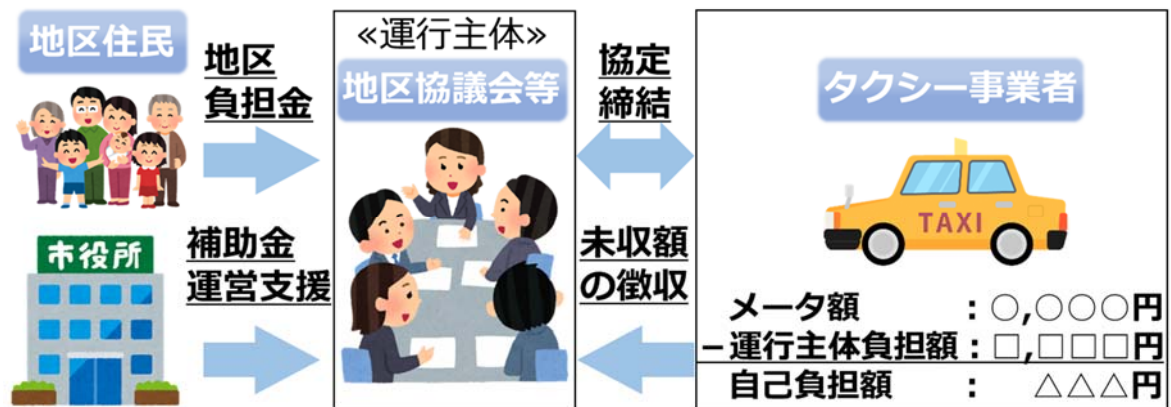 地区住民
地区
負担金
市役所
補助金
運営支援
≪運行主体≫
地区協議会等
協定
締結
未収額
の徴収
タクシー事業者
TAXI
メータ額　　　：○,○○○円
－運行主体負担額：□,□□□円
自己負担額　　：　△△△円